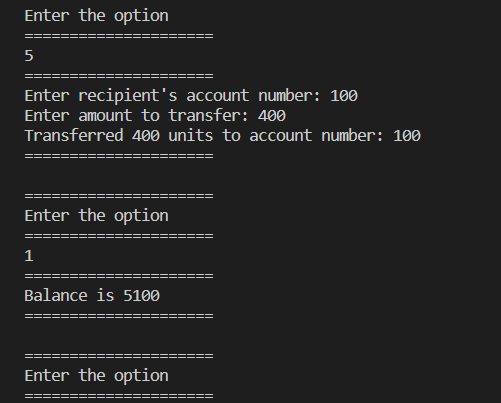 Enter the option
=====================
5
=====================
Enter recipient's account number: 100
Enter amount to transfer: 400
Transferred 400 units to account number: 100
=====================
=====================
Enter the option
=====================
1
=====================
Balance is 5100
=====================
=====================
Enter the option
=====================